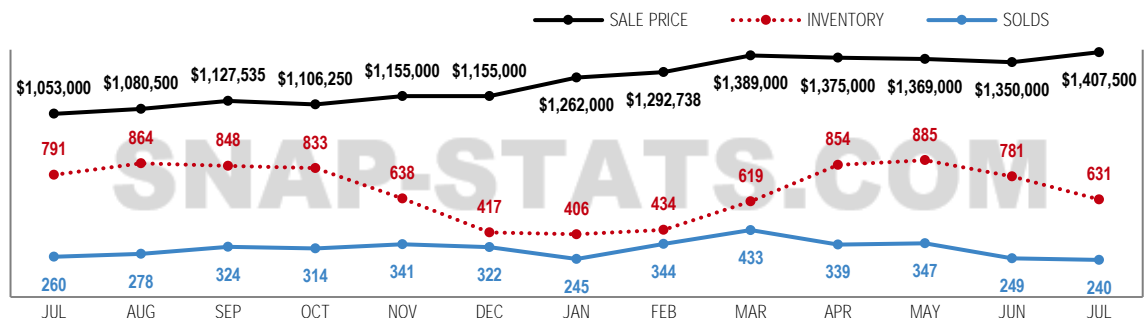 SALE PRICE INVENTORY SOLDS
$1,053,000 $1,080,500 $1,127,535 $1,106,250 $1,155,000 $1,155,000 $1,262,000 $1,292,738 $1,389,000 $1,375,000 $1,369,000 $1,350,000 $1,407,500
791 864 848 833 638 417 406 434 619 854 885 781 631
SNAP-STATS.COM
260 278 324 314 341 322 245 344 433 339 347 249 240
JUL AUG SEP OCT NOV DEC JAN FEB MAR APR MAY JUN JUL